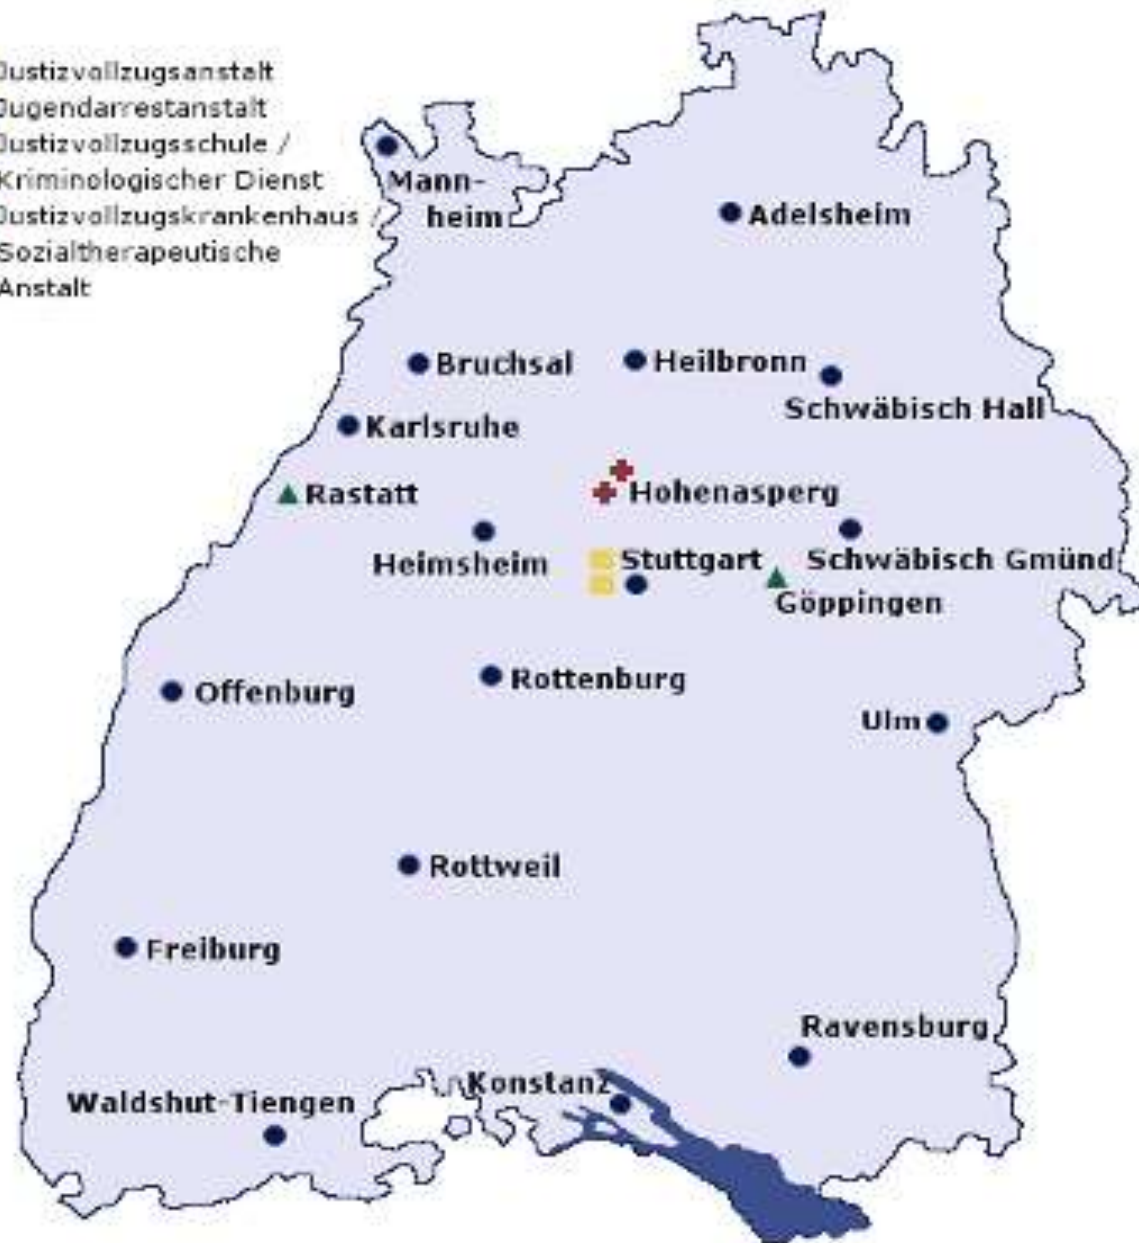 Justizvollzugsanstalt
Jugendarrestanstalt
Justizvollzugsschule /
Kriminologischer Dienst
Justizvollzugskrankenhaus /
Sozialtherapeutische
Anstalt
Mann-
heim
Adelsheim
Bruchsal
Heilbronn
Schwäbisch Hall
Karlsruhe
Rastatt
Hohenasperg
Heimsheim
Stuttgart
Schwäbisch Gmünd
Göppingen
Offenburg
Rottenburg
Ulm
Rottweil
Freiburg
Ravensburg
Konstanz
Waldshut-Tiengen